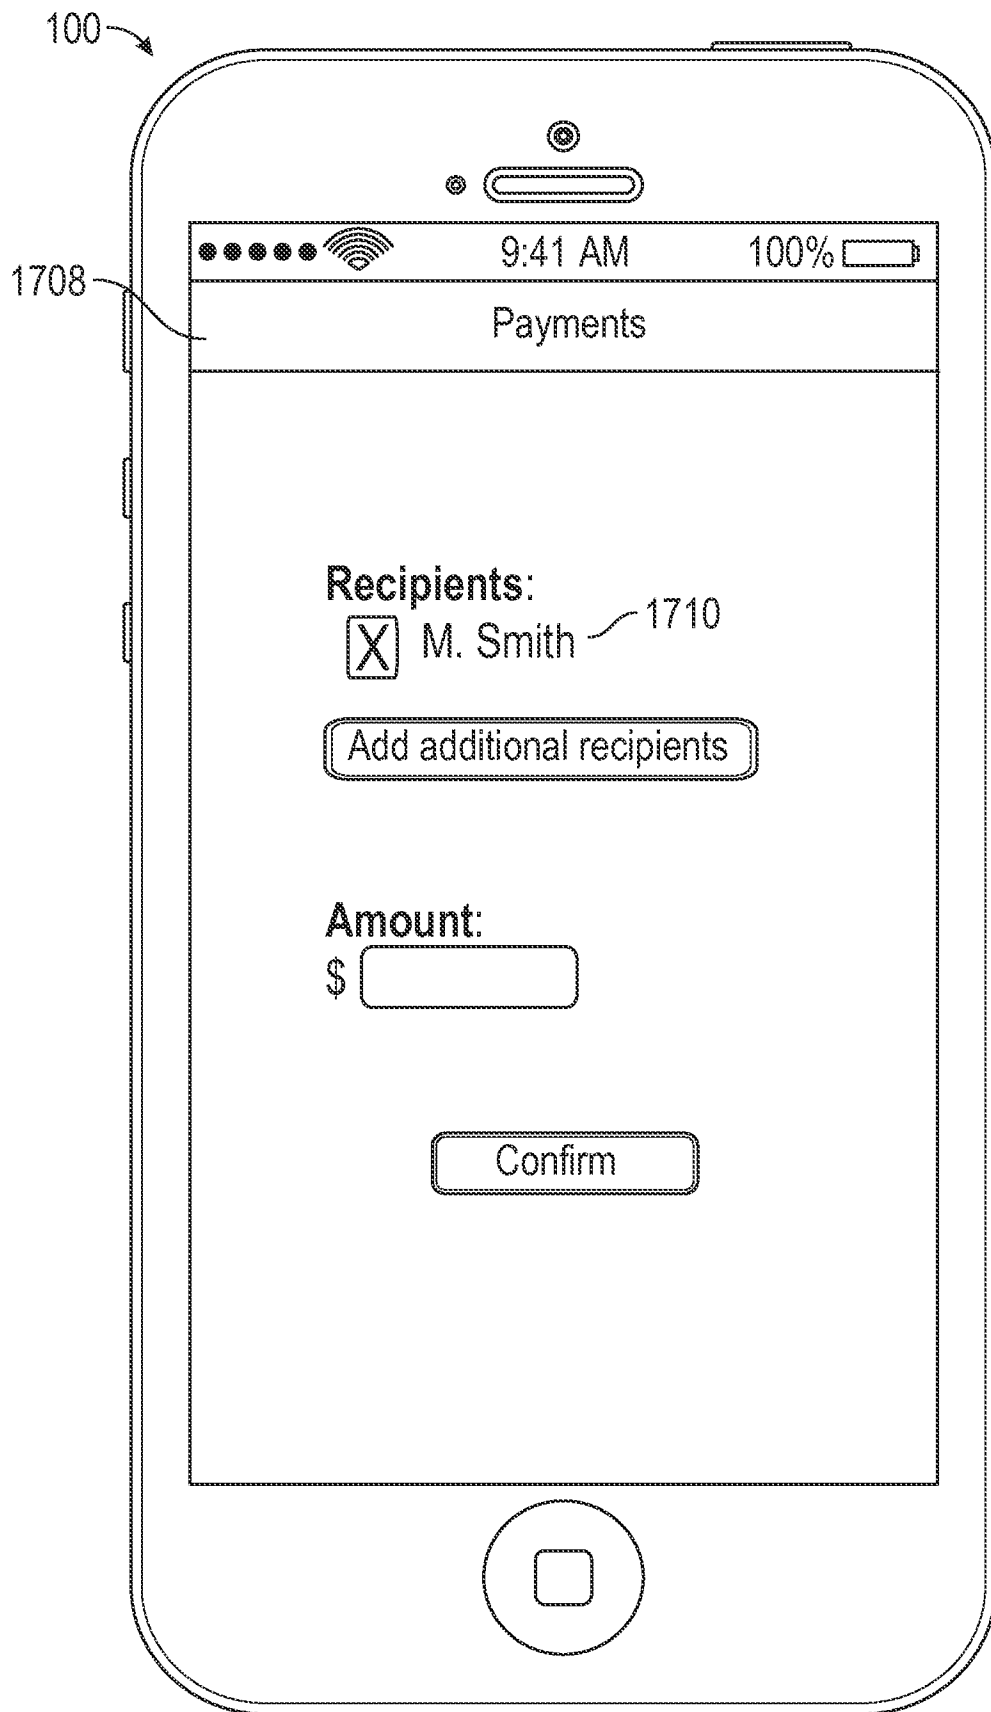 100
9:41 AM 100%
1708
Payments
Recipients:
X M. Smith 1710
Add additional recipients
Amount:
$
Confirm